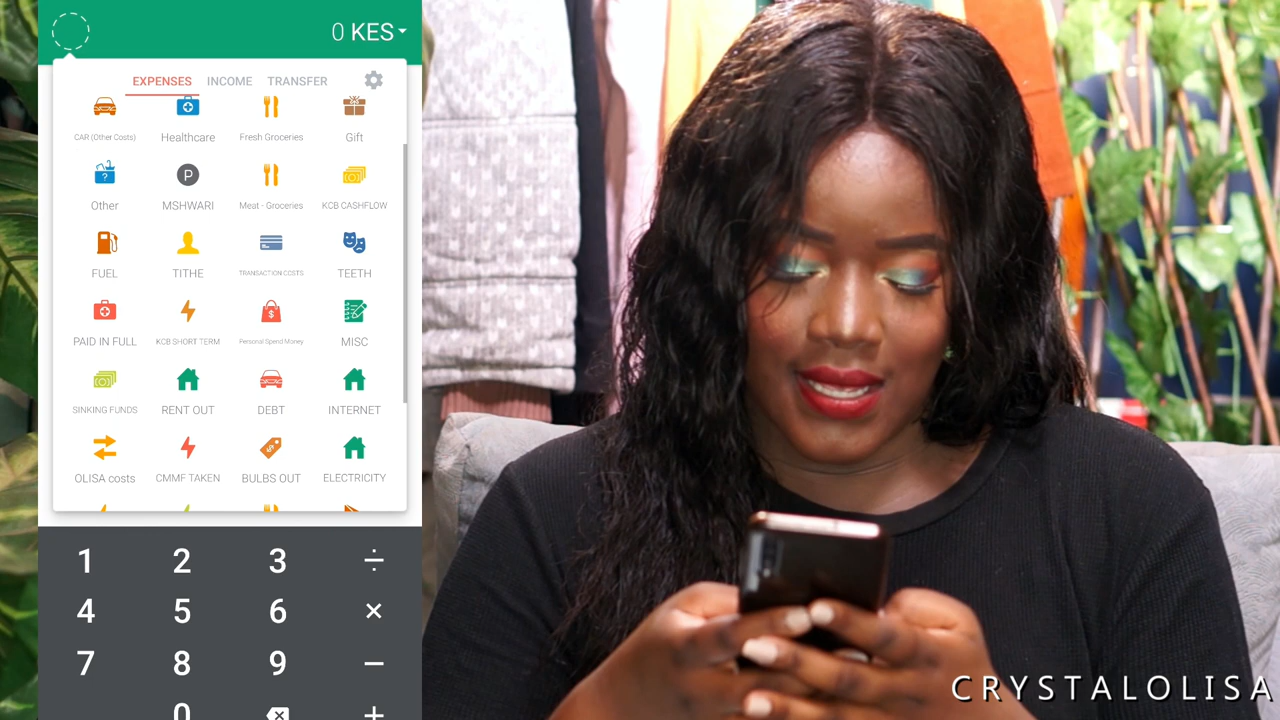 0 KES
EXPENSES INCOME TRANSFER
CAR (Other Costs) Healthcare Fresh Groceries Gift
?
P
Other MSHWARI Meat - Groceries KCB CASHFLOW
FUEL TITHE TRANSACTION COSTS TEETH
$
PAID IN FULL KCB SHORT TERM Personal Spend Money MISC
SINKING FUNDS RENT OUT DEBT INTERNET
OLISA costs CMMF TAKEN BULBS OUT ELECTRICITY
1 2 3 ÷
4 5 6 ×
7 8 9 −
0 +
CRYSTALOLISA